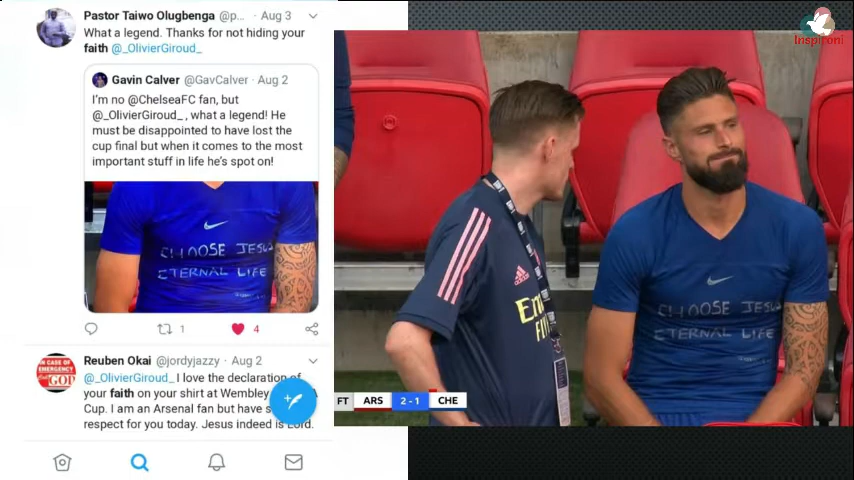 Pastor Taiwo Olugbenga @p... · Aug 3
What a legend. Thanks for not hiding your
faith @_OlivierGiroud_
Gavin Calver @GavCalver · Aug 2
I'm no @ChelseaFC fan, but
@_OlivierGiroud_ , what a legend! He
must be disappointed to have lost the
cup final but when it comes to the most
important stuff in life he's spot on!
CHOOSE JESUS
ETERNAL LIFE
1
4
IN CASE OF
EMERGENCY
GOD
Reuben Okai @jordyjazzy · Aug 2
@_OlivierGiroud_ I love the declaration of
your faith on your shirt at Wembley
Cup. I am an Arsenal fan but have
respect for you today. Jesus indeed is Lord.
Inspironi
CHOOSE JESUS
ETERNAL LIFE
FT ARS 2-1 CHE